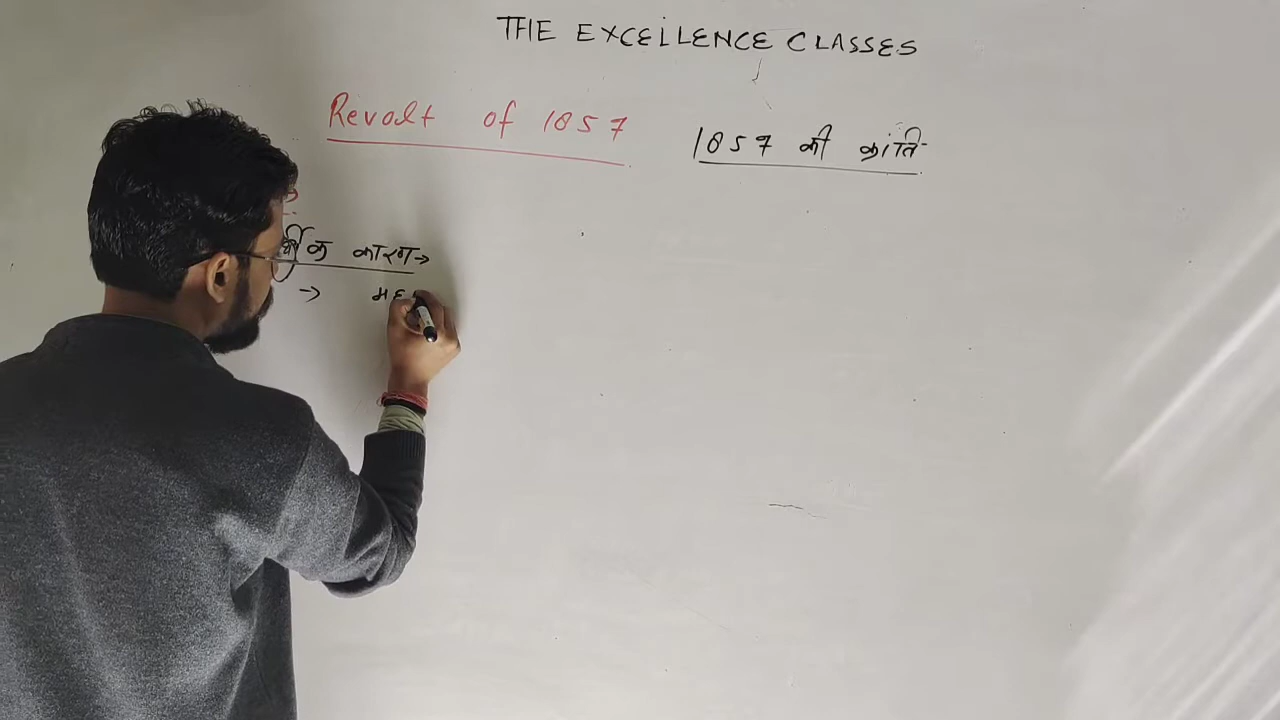 THE EXCELLENCE CLASSES
Revolt of 1857
1857 की क्रांति
कारण→
→